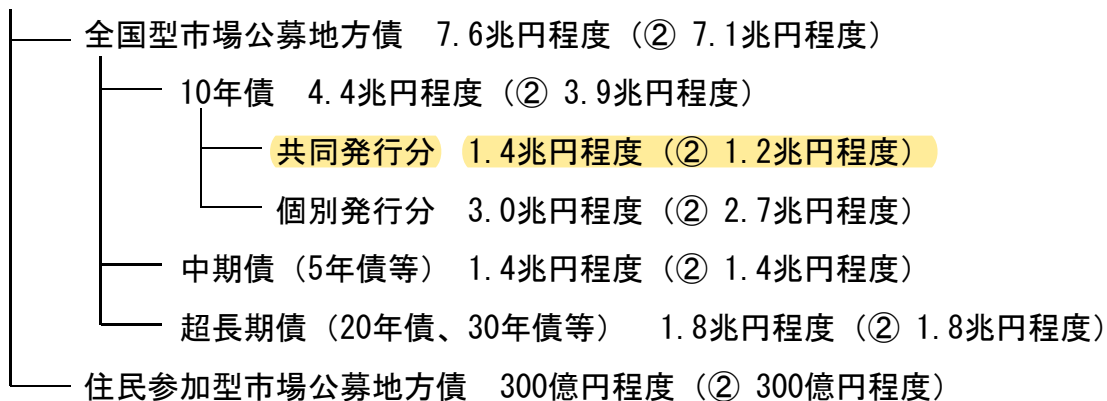 全国型市場公募地方債 7.6兆円程度（② 7.1兆円程度）
10年債 4.4兆円程度（② 3.9兆円程度）
共同発行分 1.4兆円程度（② 1.2兆円程度）
個別発行分 3.0兆円程度（② 2.7兆円程度）
中期債（5年債等） 1.4兆円程度（② 1.4兆円程度）
超長期債（20年債、30年債等） 1.8兆円程度（② 1.8兆円程度）
住民参加型市場公募地方債 300億円程度（② 300億円程度）